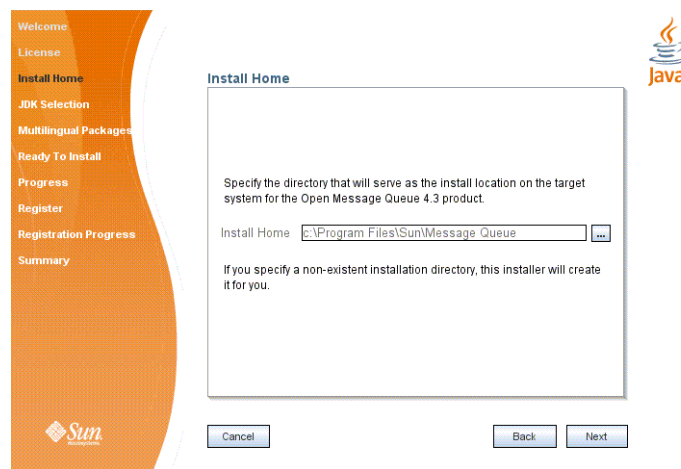 Welcome
License
Install Home
JDK Selection
Multilingual Packages
Ready To Install
Progress
Register
Registration Progress
Summary
Sun
Java
Install Home
Specify the directory that will serve as the install location on the target
system for the Open Message Queue 4.3 product.
Install Home c:\Program Files\Sun\Message Queue ...
If you specify a non-existent installation directory, this installer will create
it for you.
Cancel Back Next